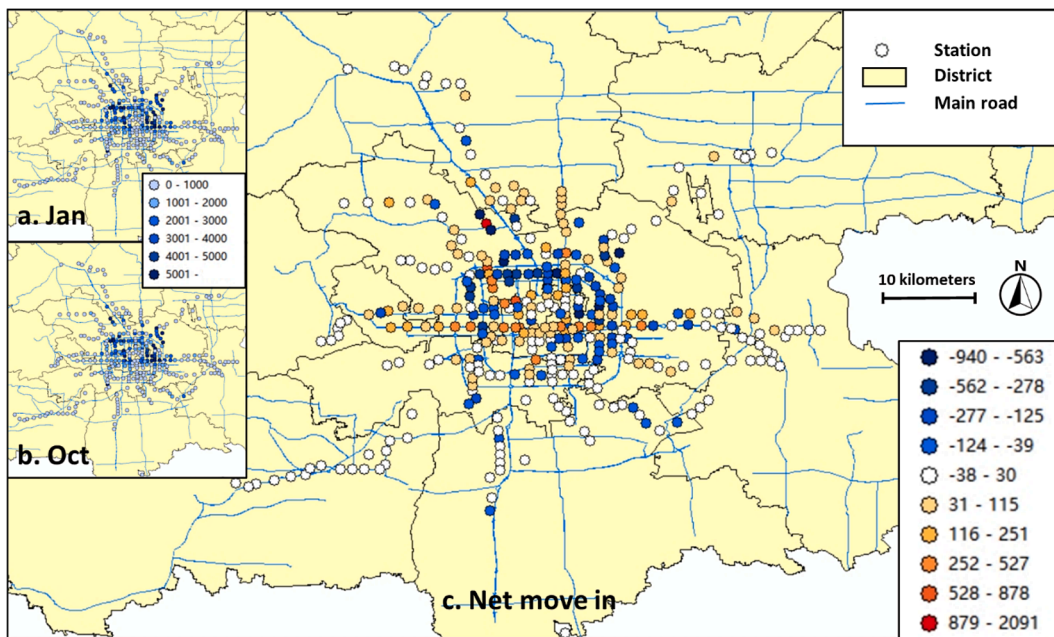 Station
District
Main road
0 - 1000
1001 - 2000
2001 - 3000
3001 - 4000
4001 - 5000
5001 -
a. Jan
b. Oct
10 kilometers
N
-940 - -563
-562 - -278
-277 - -125
-124 - -39
-38 - 30
31 - 115
116 - 251
252 - 527
528 - 878
879 - 2091
c. Net move in